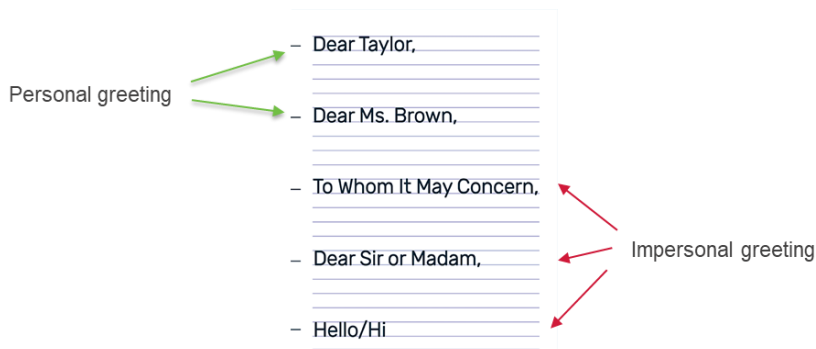 – Dear Taylor,
Personal greeting
– Dear Ms. Brown,
– To Whom It May Concern,
Impersonal greeting
– Dear Sir or Madam,
– Hello/Hi